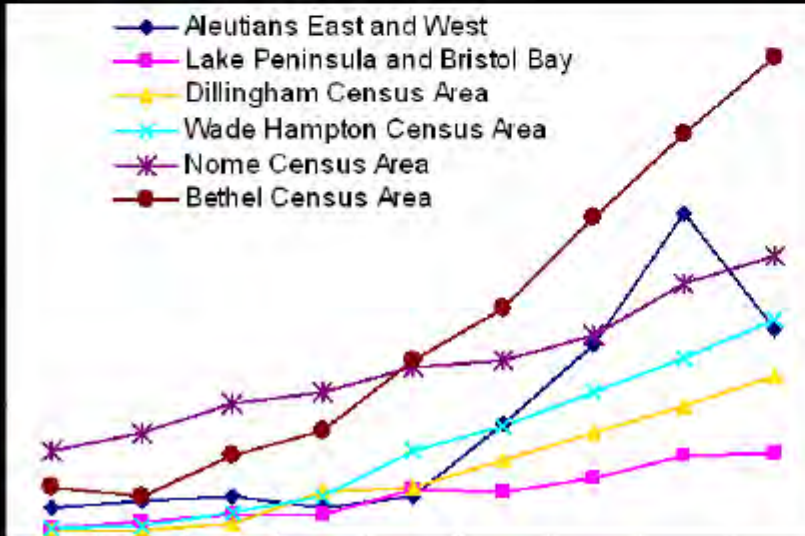 Aleutians East and West
Lake Peninsula and Bristol Bay
Dillingham Census Area
Wade Hampton Census Area
Nome Census Area
Bethel Census Area